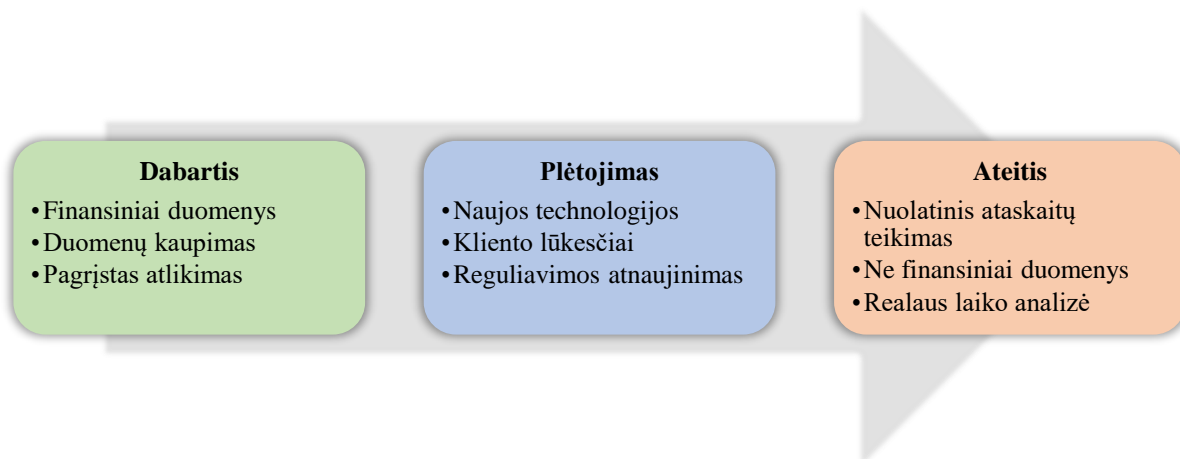 Dabartis
•Finansiniai duomenys
•Duomenų kaupimas
•Pagrįstas atlikimas
Plėtojimas
•Naujos technologijos
•Kliento lūkesčiai
•Reguliavimos atnaujinimas
Ateitis
•Nuolatinis ataskaitų
teikimas
•Ne finansiniai duomenys
•Realaus laiko analizė